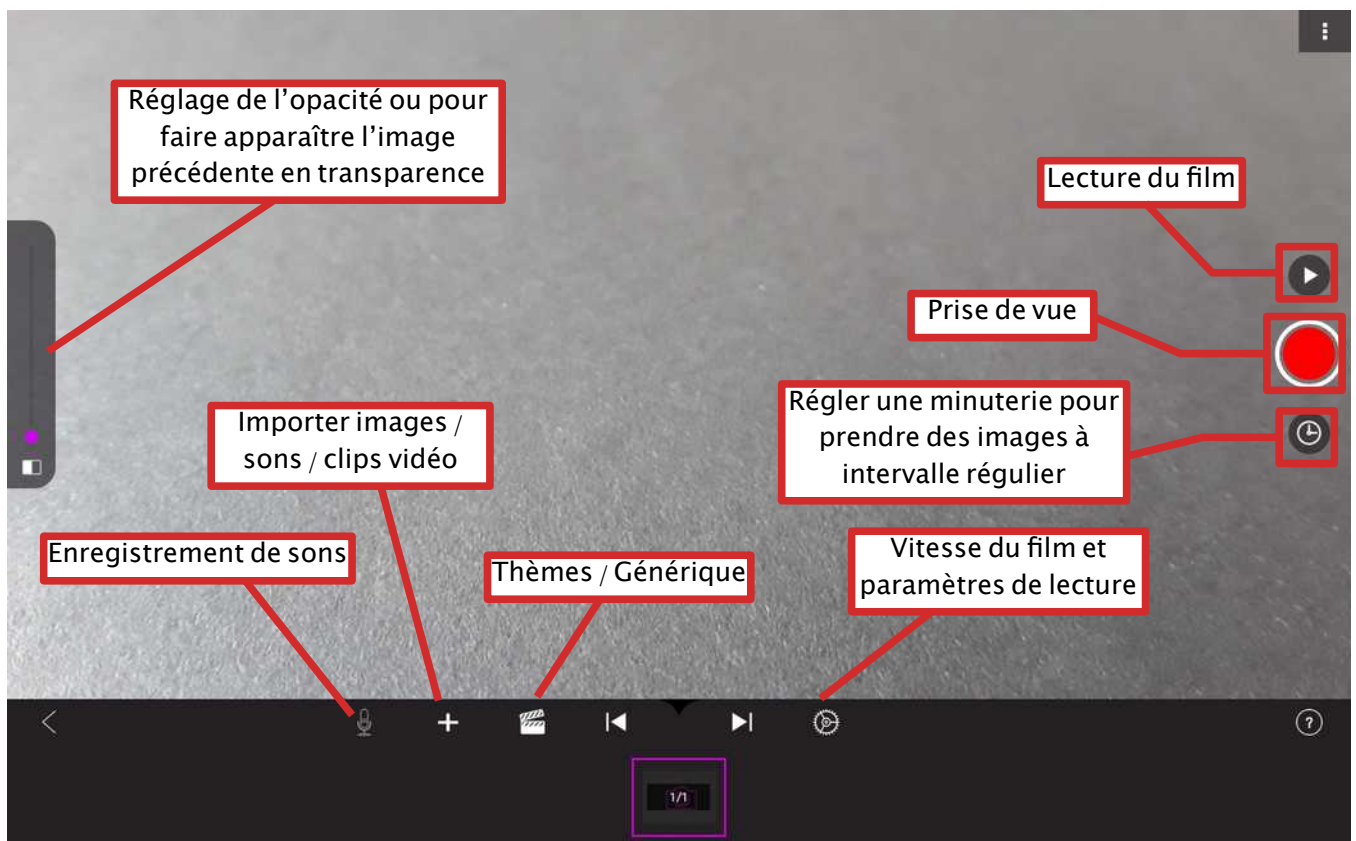 Réglage de l’opacité ou pour
faire apparaître l’image
précédente en transparence
Lecture du film
Prise de vue
Régler une minuterie pour
prendre des images à
intervalle régulier
Importer images /
sons / clips vidéo
Enregistrement de sons
Thèmes / Générique
Vitesse du film et
paramètres de lecture
?
1/1